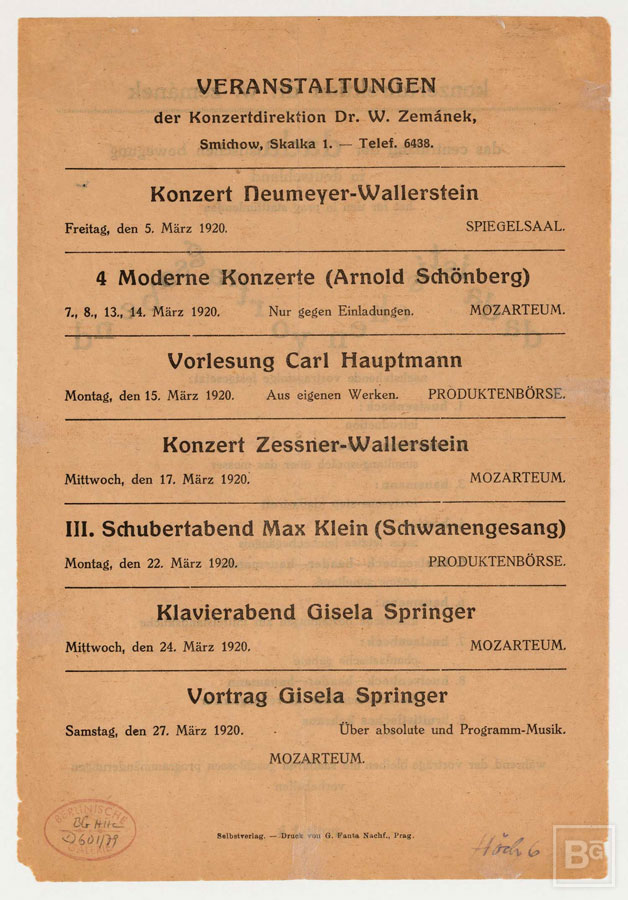 VERANSTALTUNGEN
der Konzertdirektion Dr. W. Zemánek,
Smichow, Skalka 1. — Telef. 6438.
Konzert Neumeyer-Wallerstein
Freitag, den 5. März 1920. SPIEGELSAAL.
4 Moderne Konzerte (Arnold Schönberg)
7., 8., 13., 14. März 1920. Nur gegen Einladungen. MOZARTEUM.
Vorlesung Carl Hauptmann
Montag, den 15. März 1920. Aus eigenen Werken. PRODUKTENBÖRSE.
Konzert Zessner-Wallerstein
Mittwoch, den 17. März 1920. MOZARTEUM.
III. Schubertabend Max Klein (Schwanengesang)
Montag, den 22. März 1920. PRODUKTENBÖRSE.
Klavierabend Gisela Springer
Mittwoch, den 24. März 1920. MOZARTEUM.
Vortrag Gisela Springer
Samstag, den 27. März 1920. Über absolute und Programm-Musik.
MOZARTEUM.
Selbstverlag. — Druck von G. Fanta Nachf., Prag.
BERLINISCHE
BG
D601/79
Höch 6
BG